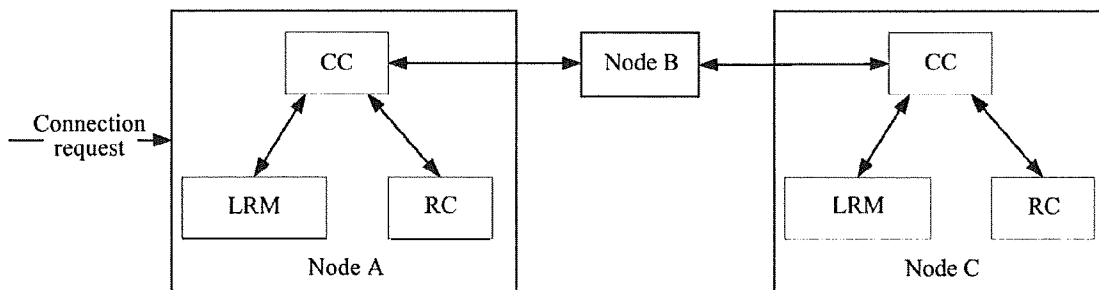 CC
Node B
CC
Connection
request
LRM
RC
LRM
RC
Node A
Node C